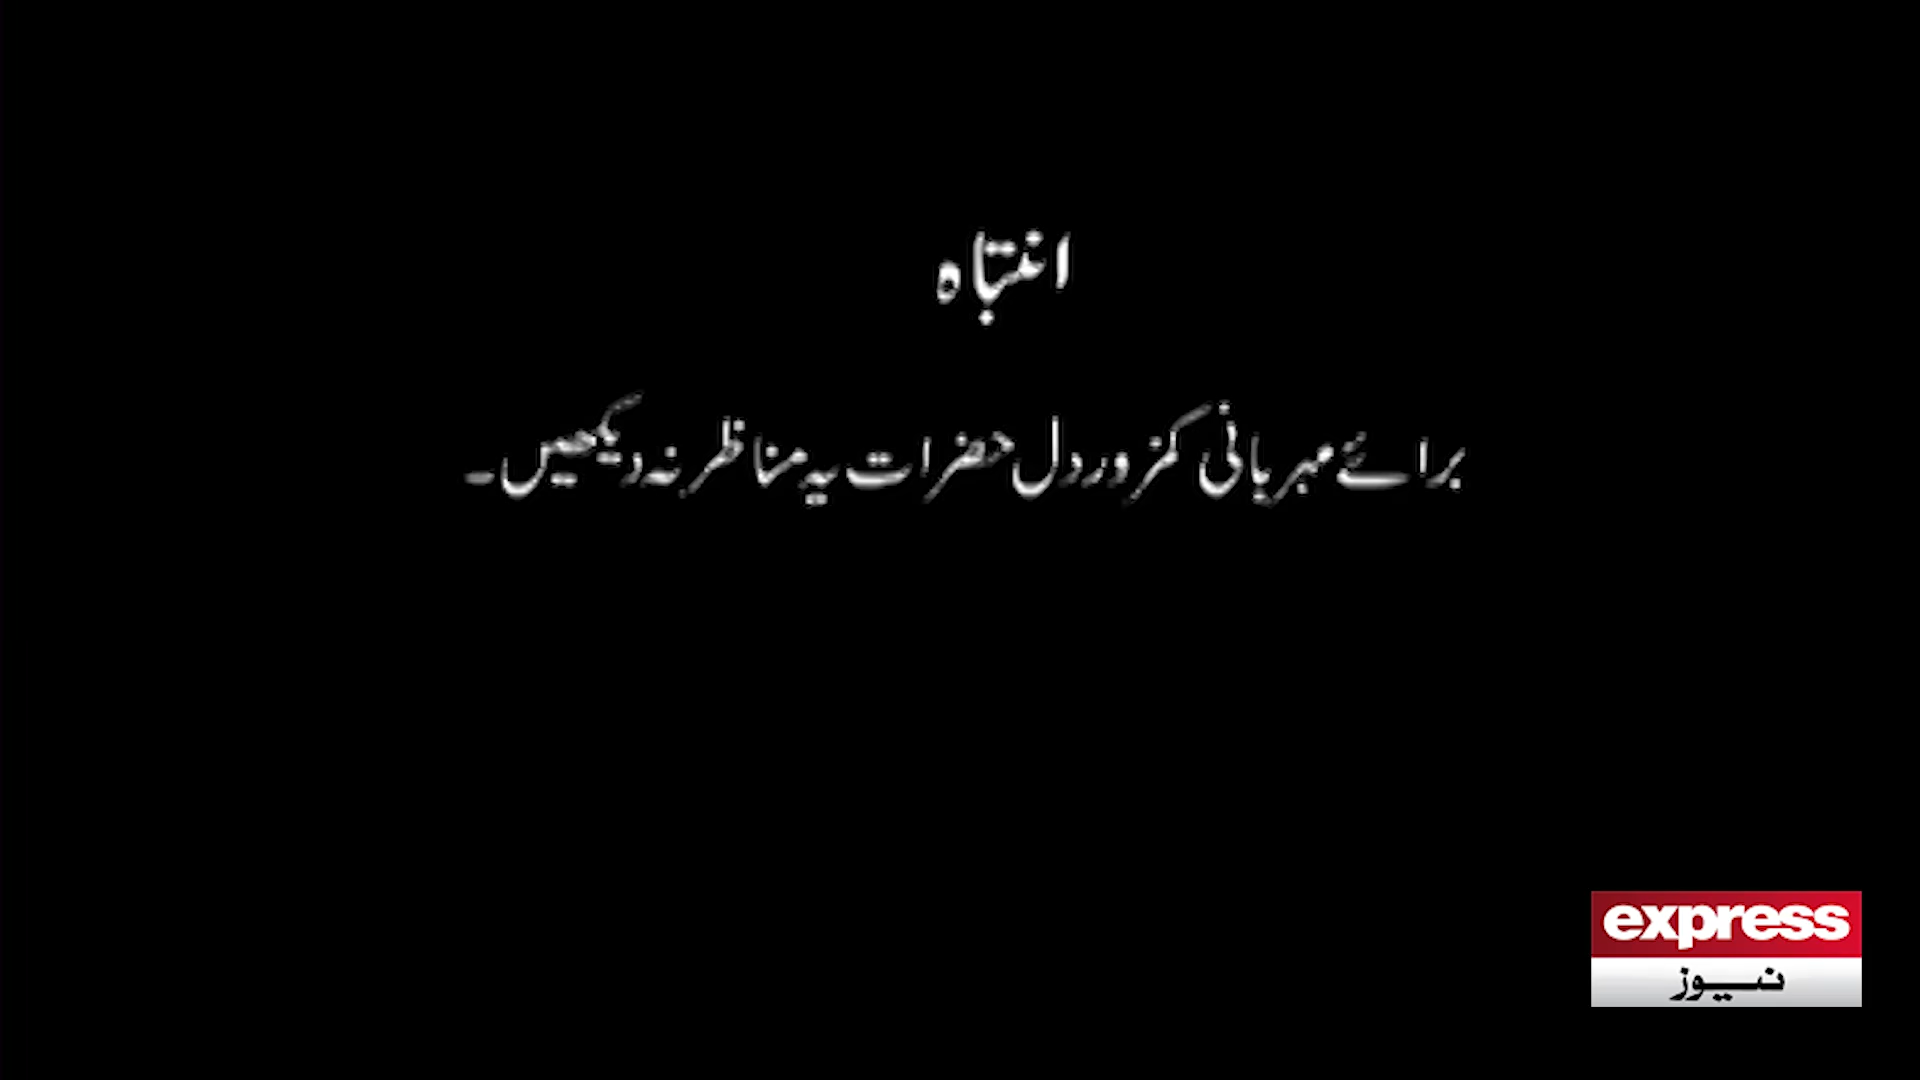 انتباہ
برائے مہربانی کمزور دل حضرات یہ مناظر نہ دیکھیں۔
express
نیوز